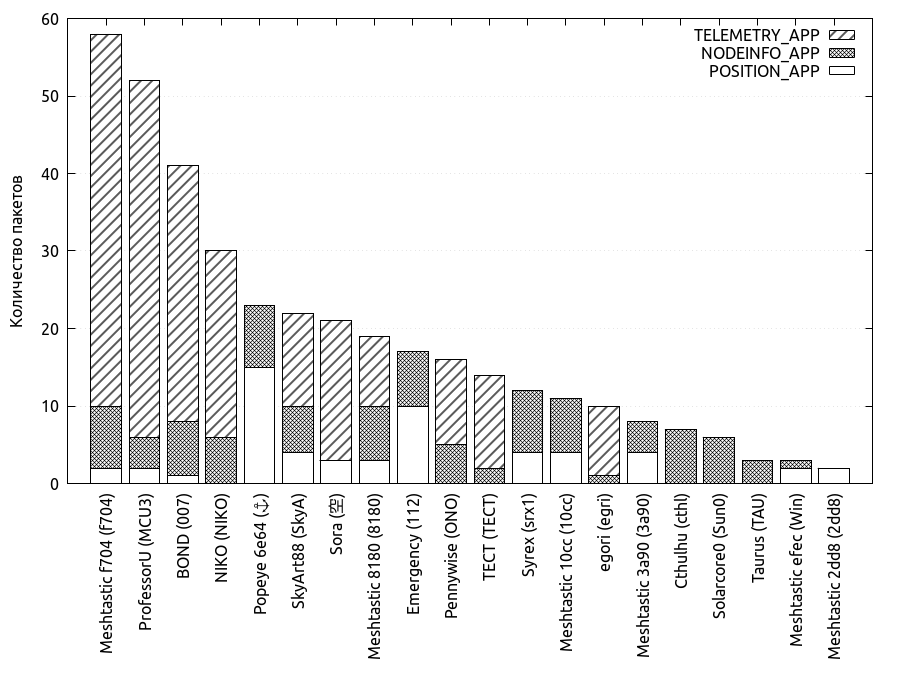 TELEMETRY_APP
NODEINFO_APP
POSITION_APP
Количество пакетов
60
50
40
30
20
10
0
Meshtastic f704 (f704)
ProfessorU (MCU3)
BOND (007)
NIKO (NIKO)
Popeye 6e64 (⚓)
SkyArt88 (SkyA)
Sora (空)
Meshtastic 8180 (8180)
Emergency (112)
Pennywise (ONO)
ТЕСТ (ТЕСТ)
Syrex (srx1)
Meshtastic 10cc (10cc)
egori (egri)
Meshtastic 3a90 (3a90)
Cthulhu (cthl)
Solarcore0 (Sun0)
Taurus (TAU)
Meshtastic efec (Win)
Meshtastic 2dd8 (2dd8)